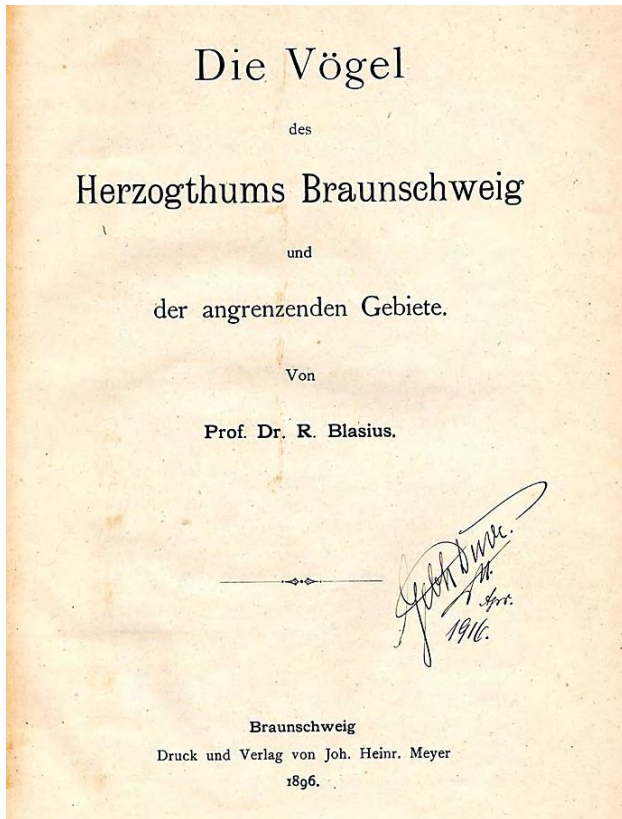 Die Vögel
des
Herzogthums Braunschweig
und
der angrenzenden Gebiete.
Von
Prof. Dr. R. Blasius.
Apr.
1916.
Braunschweig
Druck und Verlag von Joh. Heinr. Meyer
1896.